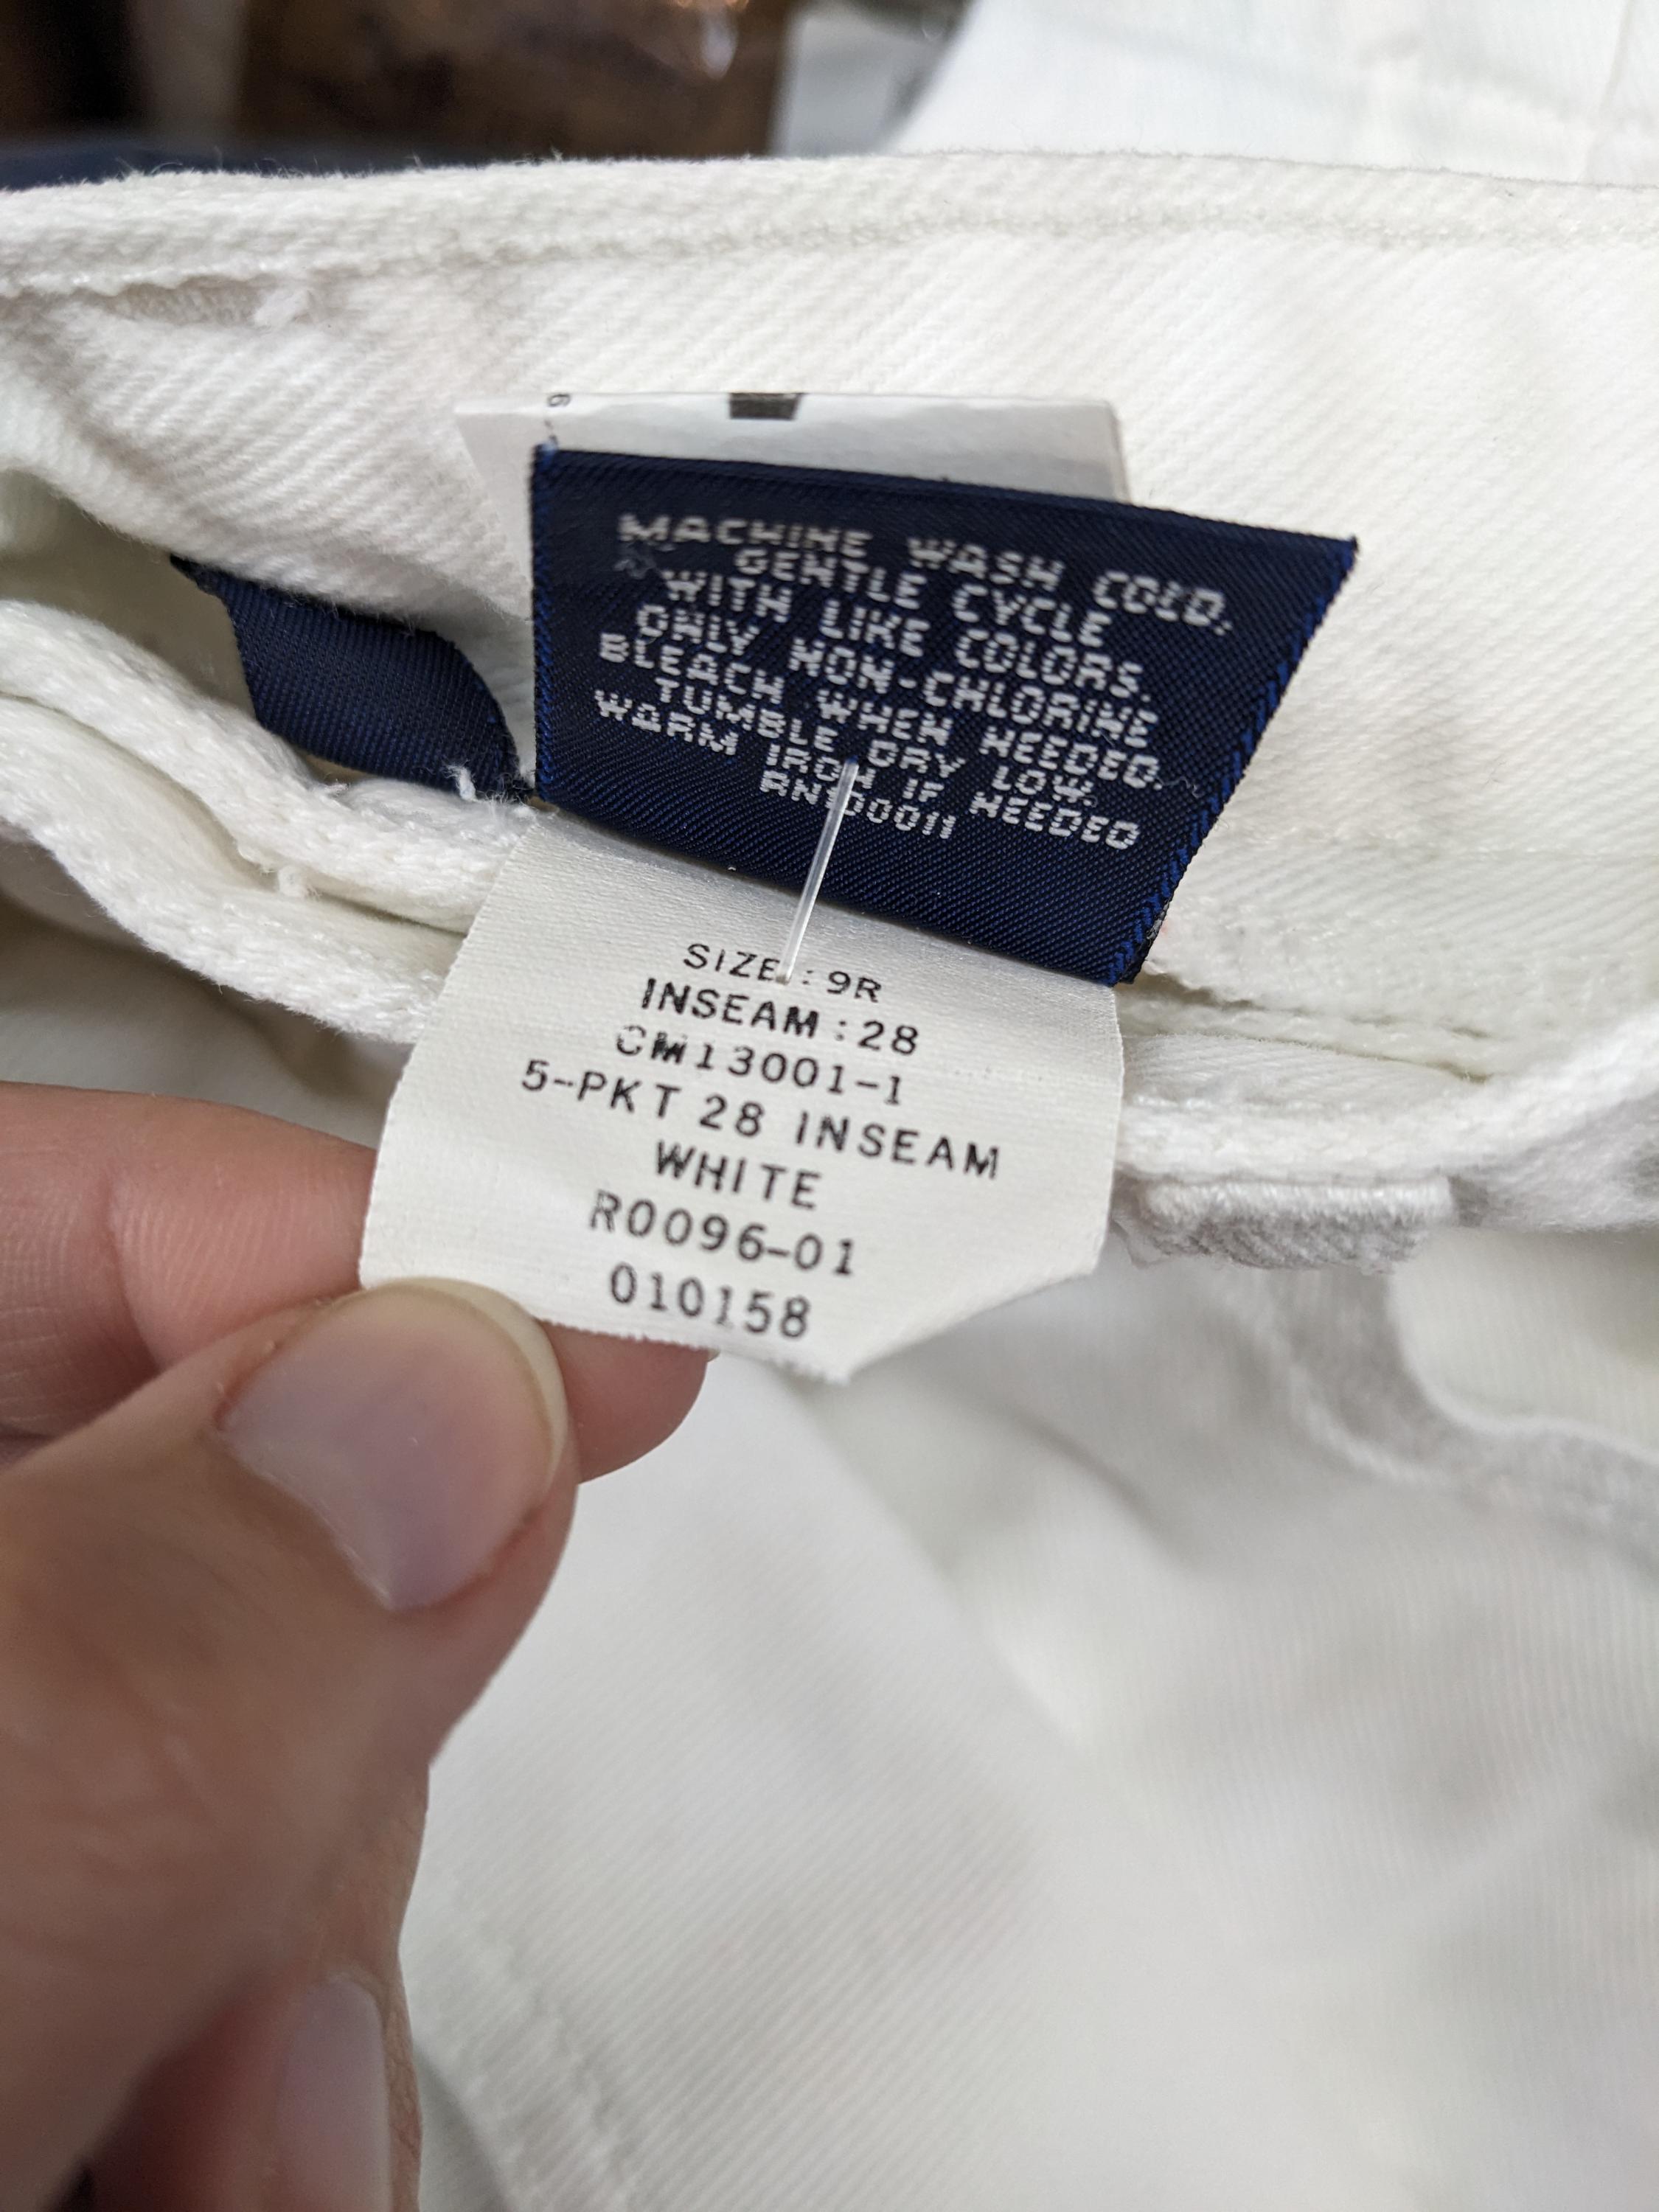 MACHINE WASH COLD.
GENTLE CYCLE
WITH LIKE COLORS.
ONLY NON-CHLORINE
BLEACH WHEN NEEDED.
TUMBLE DRY LOW.
WARM IRON IF NEEDED
RN100011
SIZE : 9R
INSEAM : 28
CM13001-1
5-PKT 28 INSEAM
WHITE
R0096-01
010158